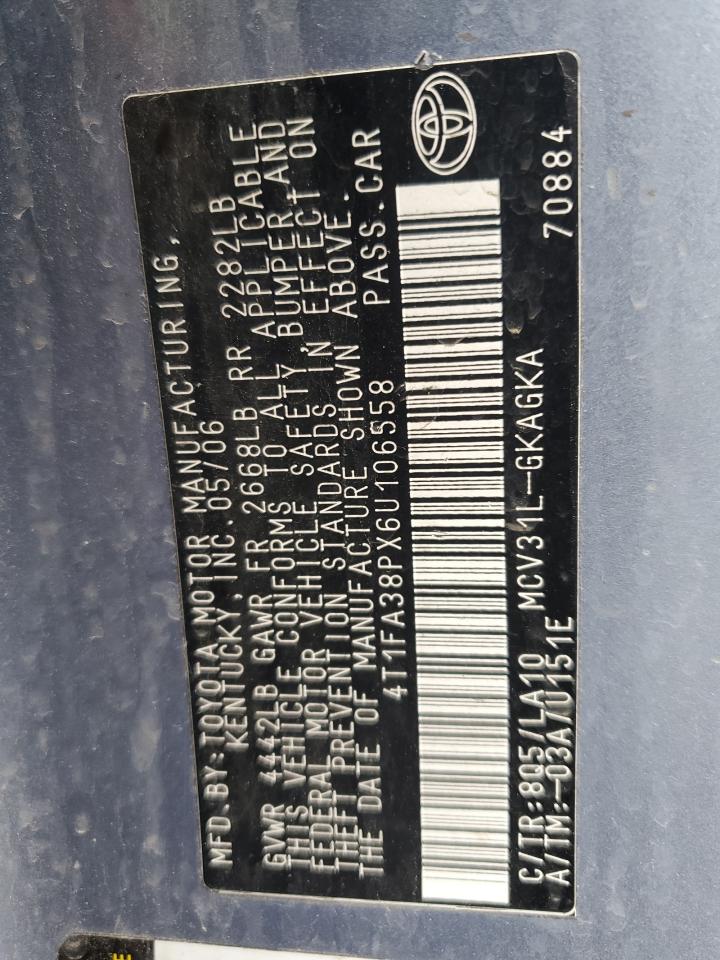 MFD.BY:TOYOTA MOTOR MANUFACTURING,
KENTUCKY, INC.05/06
GVWR 4442LB GAWR FR 2668LB RR 2282LB
THIS VEHICLE CONFORMS TO ALL APPLICABLE
FEDERAL MOTOR VEHICLE SAFETY, BUMPER,AND
THEFT PREVENTION STANDARDS IN EFFECT ON
THE DATE OF MANUFACTURE SHOWN ABOVE.
4T1FA38PX6U106558 PASS.CAR
C/TR:8Q5/LA10 MCV31L-GKAGKA
A/TM:-03A/U151E 70884